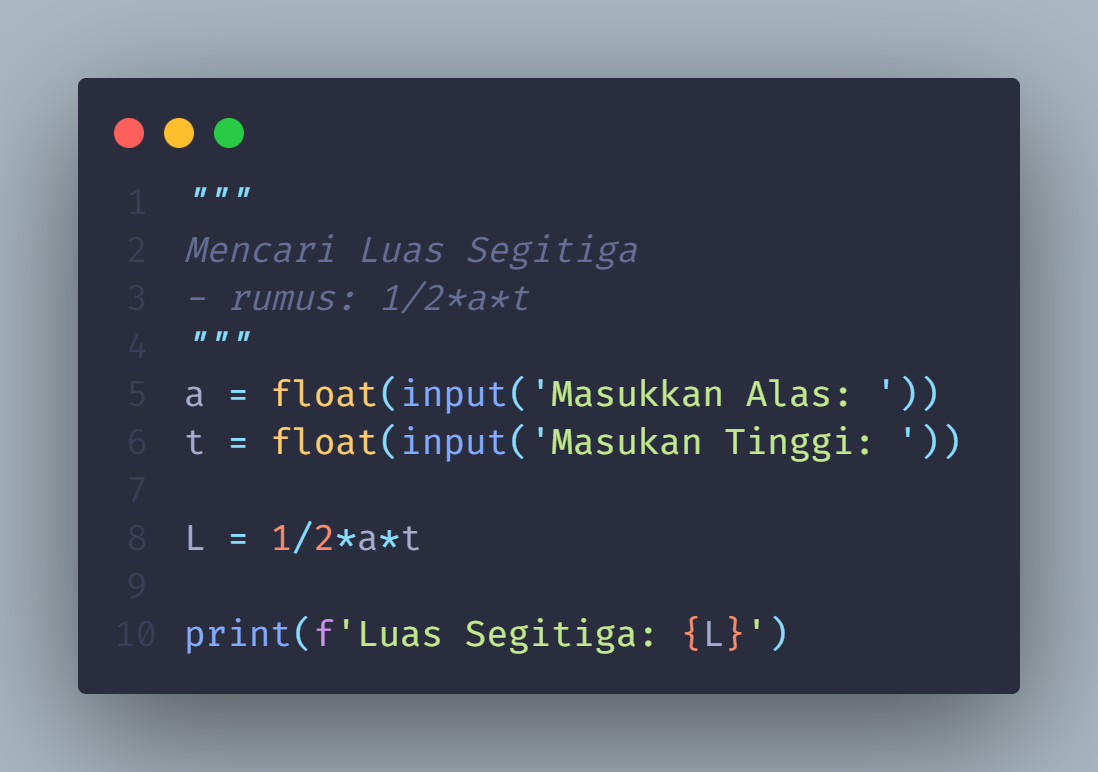 1 """
2 Mencari Luas Segitiga
3 - rumus: 1/2*a*t
4 """
5 a = float(input('Masukkan Alas: '))
6 t = float(input('Masukan Tinggi: '))
7
8 L = 1/2*a*t
9
10 print(f'Luas Segitiga: {L}')